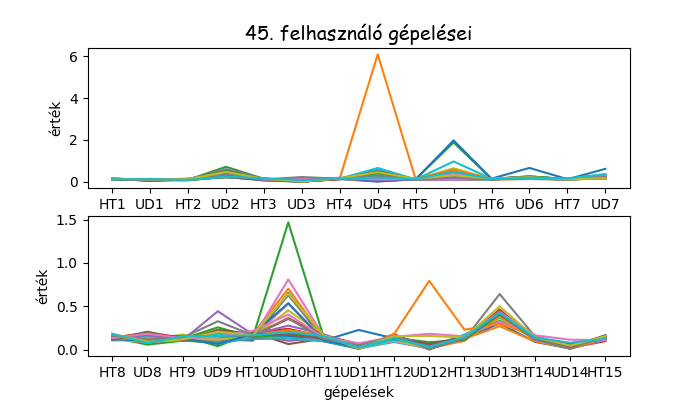 45. felhasználó gépelései
6
4
2
0
érték
HT1 UD1 HT2 UD2 HT3 UD3 HT4 UD4 HT5 UD5 HT6 UD6 HT7 UD7
1.5
1.0
0.5
0.0
érték
HT8 UD8 HT9 UD9 HT10 UD10 HT11 UD11 HT12 UD12 HT13 UD13 HT14 UD14 HT15
gépelések